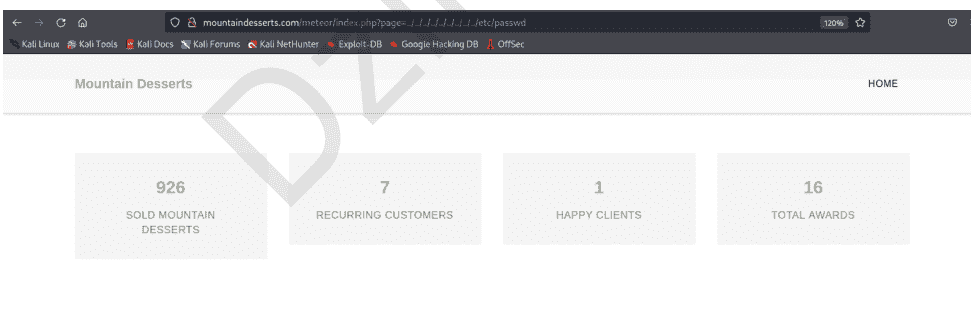 mountaindesserts.com/meteor/index.php?page=../../../../../../../../../etc/passwd 120%
Kali Linux Kali Tools Kali Docs Kali Forums Kali NetHunter Exploit-DB Google Hacking DB OffSec
Mountain Desserts HOME
926 7 1 16
SOLD MOUNTAIN RECURRING CUSTOMERS HAPPY CLIENTS TOTAL AWARDS
DESSERTS